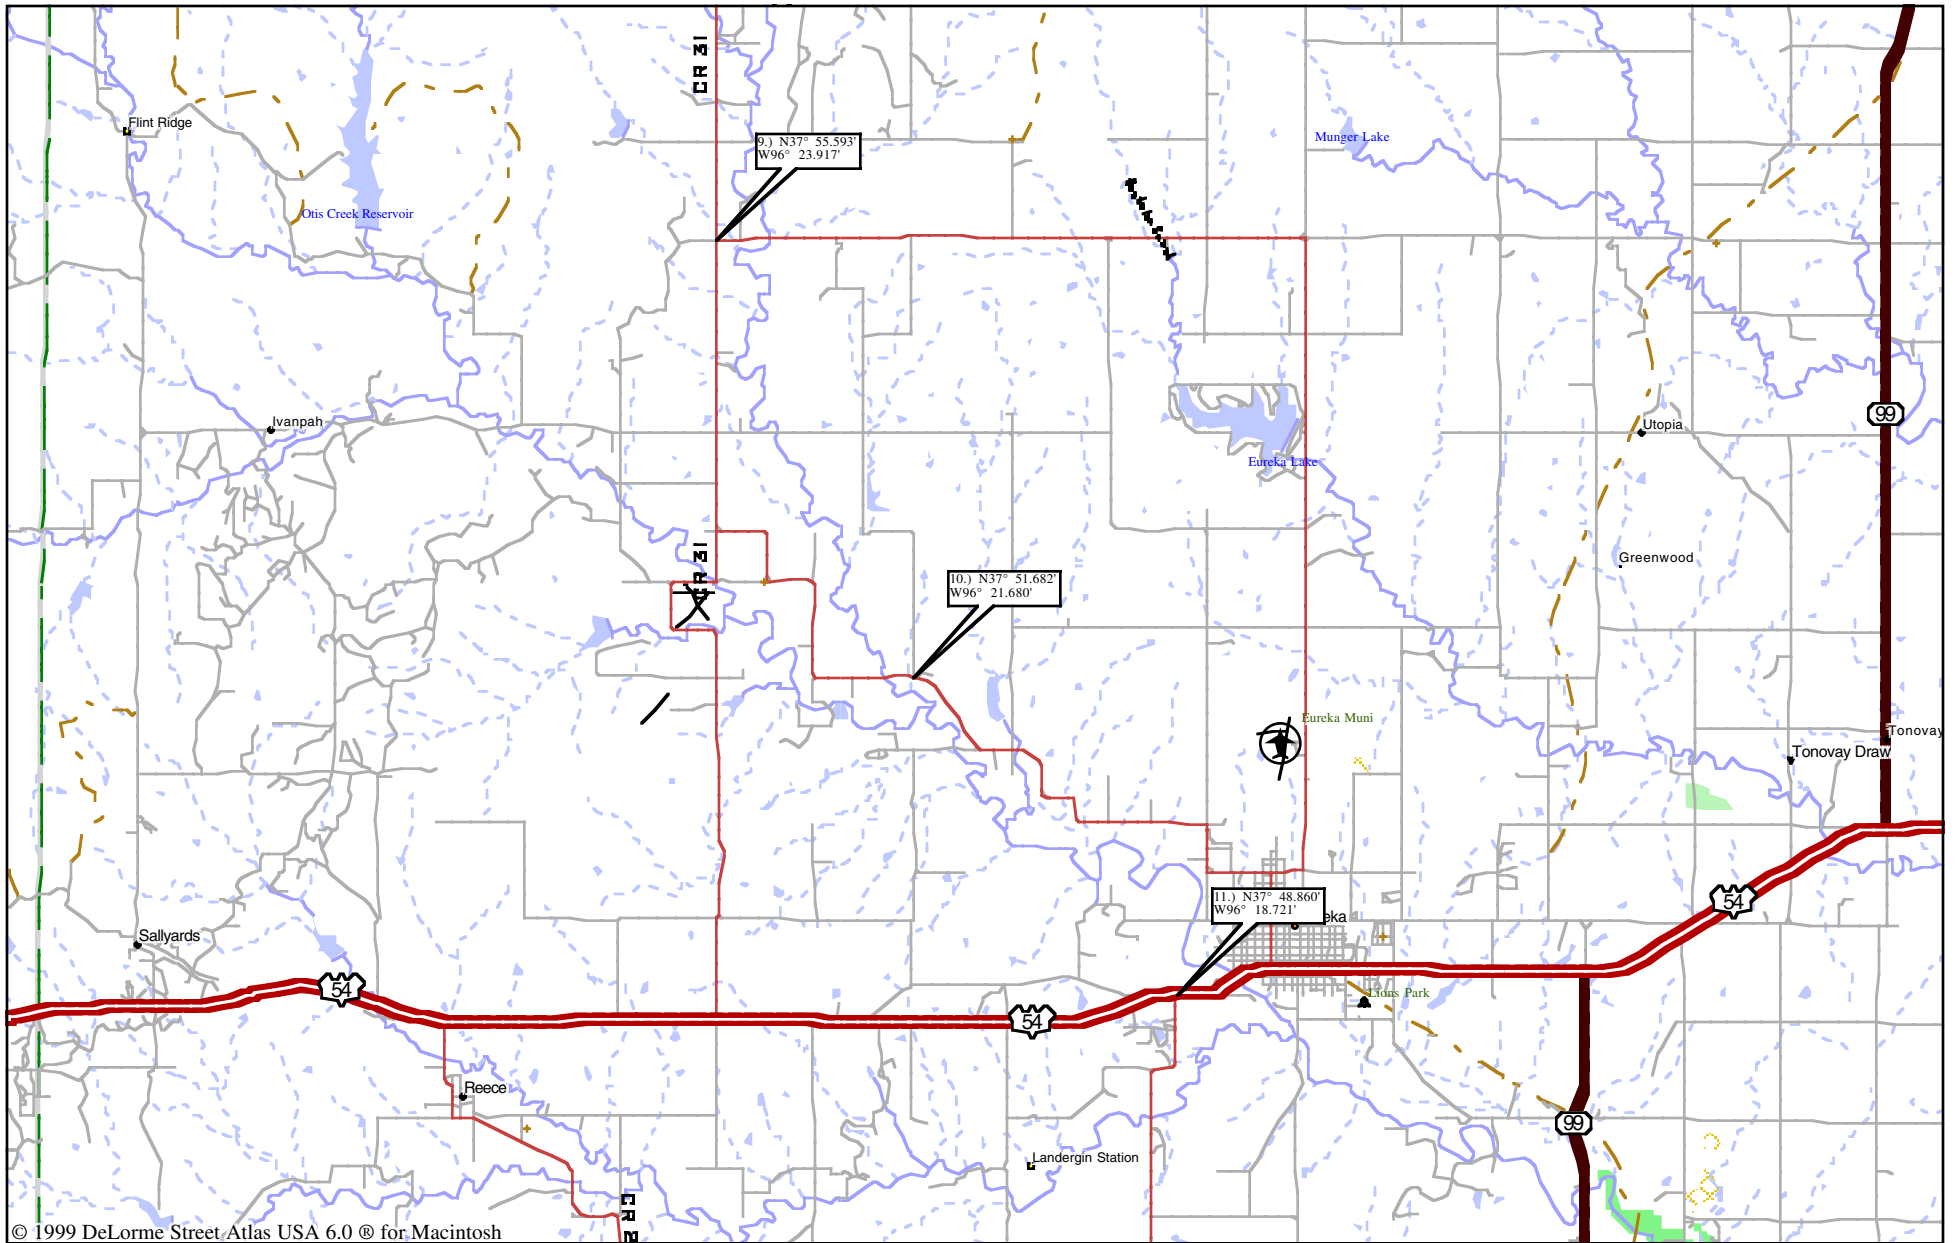 CR 31
Flint Ridge
9.) N37° 55.593'
W96° 23.917'
Munger Lake
Otis Creek Reservoir
99
Ivanpah
Utopia
Eureka Lake
CR 31
Greenwood
10.) N37° 51.682'
W96° 21.680'
Eureka Muni
Tonovay
Tonovay Draw
54
11.) N37° 48.860'
W96° 18.721'
eka
Sallyards
54
Lions Park
54
Reece
99
Landergin Station
CR
© 1999 DeLorme Street Atlas USA 6.0 ® for Macintosh